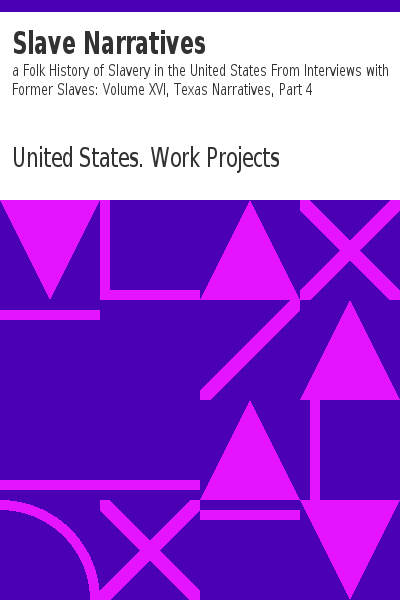 Slave Narratives
a Folk History of Slavery in the United States From Interviews with
Former Slaves: Volume XVI, Texas Narratives, Part 4
United States. Work Projects